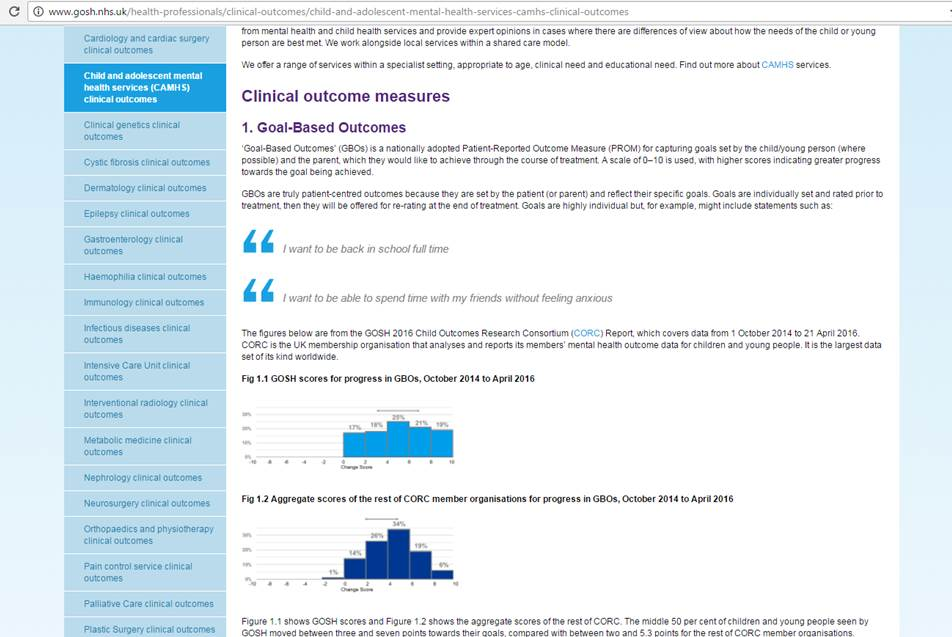 www.gosh.nhs.uk/health-professionals/clinical-outcomes/child-and-adolescent-mental-health-services-camhs-clinical-outcomes
Cardiology and cardiac surgery
clinical outcomes
Child and adolescent mental
health services (CAMHS)
clinical outcomes
Clinical genetics clinical
outcomes
Cystic fibrosis clinical outcomes
Dermatology clinical outcomes
Epilepsy clinical outcomes
Gastroenterology clinical
outcomes
Haemophilia clinical outcomes
Immunology clinical outcomes
Infectious diseases clinical
outcomes
Intensive Care Unit clinical
outcomes
Interventional radiology clinical
outcomes
Metabolic medicine clinical
outcomes
Nephrology clinical outcomes
Neurosurgery clinical outcomes
Orthopaedics and physiotherapy
clinical outcomes
Pain control service clinical
outcomes
Palliative Care clinical outcomes
Plastic Surgery clinical outcomes
from mental health and child health services and provide expert opinions in cases where there are differences of view about how the needs of the child or young
person are best met. We work alongside local services within a shared care model.
We offer a range of services within a specialist setting, appropriate to age, clinical need and educational need. Find out more about CAMHS services.
Clinical outcome measures
1. Goal-Based Outcomes
'Goal-Based Outcomes' (GBOs) is a nationally adopted Patient-Reported Outcome Measure (PROM) for capturing goals set by the child/young person (where
possible) and the parent, which they would like to achieve through the course of treatment. A scale of 0–10 is used, with higher scores indicating greater progress
towards the goal being achieved.
GBOs are truly patient-centred outcomes because they are set by the patient (or parent) and reflect their specific goals. Goals are individually set and rated prior to
treatment, then they will be offered for re-rating at the end of treatment. Goals are highly individual but, for example, might include statements such as:
“ I want to be back in school full time
“ I want to be able to spend time with my friends without feeling anxious
The figures below are from the GOSH 2016 Child Outcomes Research Consortium (CORC) Report, which covers data from 1 October 2014 to 21 April 2016.
CORC is the UK membership organisation that analyses and reports its members' mental health outcome data for children and young people. It is the largest data
set of its kind worldwide.
Fig 1.1 GOSH scores for progress in GBOs, October 2014 to April 2016
30%
20%
10%
0%
17% 18% 25% 21% 19%
-10 -8 -6 -4 -2 0 2 4 6 8 10
Change Score
Fig 1.2 Aggregate scores of the rest of CORC member organisations for progress in GBOs, October 2014 to April 2016
30%
20%
10%
0%
1% 14% 26% 34% 19% 6%
-10 -8 -6 -4 -2 0 2 4 6 8 10
Change Score
Figure 1.1 shows GOSH scores and Figure 1.2 shows the aggregate scores of the rest of CORC. The middle 50 per cent of children and young people seen by
GOSH moved between three and seven points towards their goals, compared with between two and 5.3 points for the rest of CORC member organisations.